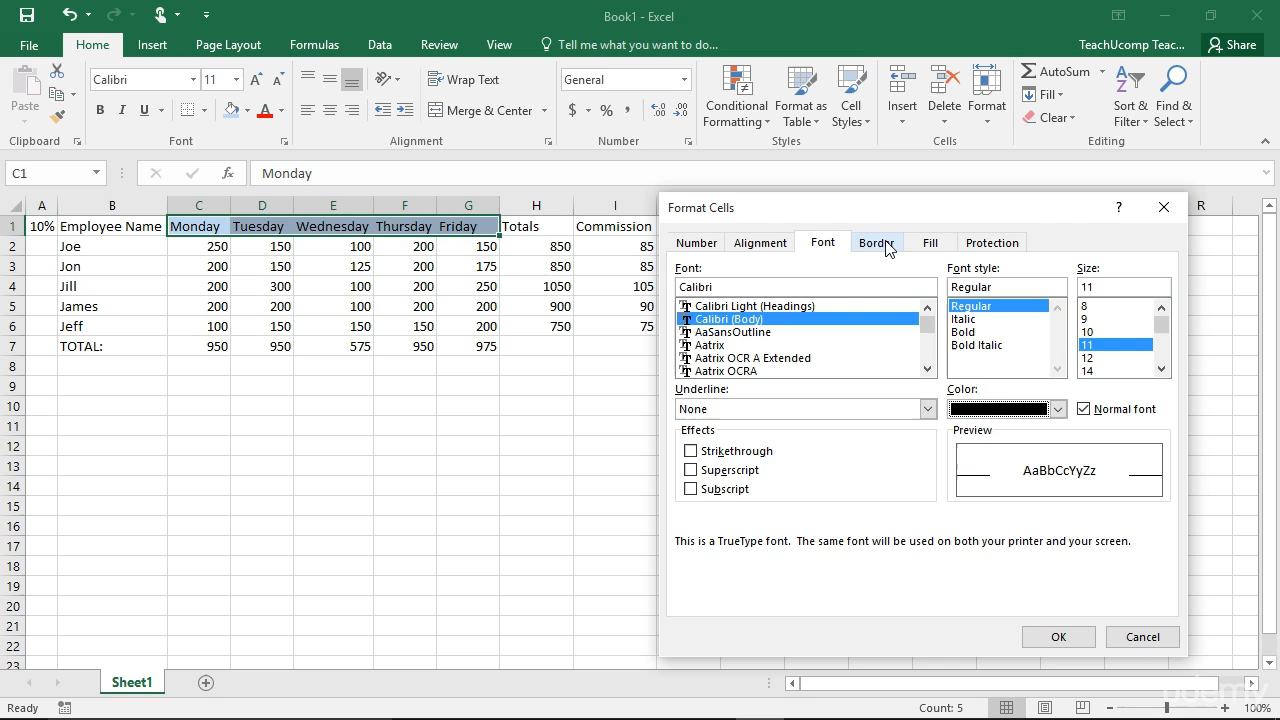 Book1 - Excel
File Home Insert Page Layout Formulas Data Review View Tell me what you want to do... TeachUcomp Teac... Share
Paste
Clipboard
Calibri 11
B I U A
Font
Wrap Text
Merge & Center
Alignment
General
$ % ,
Number
Conditional Formatting
Format as Table
Cell Styles
Styles
Insert Delete Format
Cells
AutoSum
Fill
Clear
Sort & Filter
Find & Select
Editing
C1 fx Monday
A B C D E F G H I R
1 10% Employee Name Monday Tuesday Wednesday Thursday Friday Totals Commission
2 Joe 250 150 100 200 150 850 85
3 Jon 200 150 125 200 175 850 85
4 Jill 200 300 100 200 250 1050 105
5 James 200 200 100 200 200 900 90
6 Jeff 100 150 150 150 200 750 75
7 TOTAL: 950 950 575 950 975
8
9
10
11
12
13
14
15
16
17
18
19
20
21
22
23
Format Cells ?
Number Alignment Font Border Fill Protection
Font:
Calibri
Calibri Light (Headings)
Calibri (Body)
AaSansOutline
Aatrix
Aatrix OCR A Extended
Aatrix OCRA
Font style:
Regular
Regular
Italic
Bold
Bold Italic
Size:
11
8
9
10
11
12
14
Underline:
None
Color:
Normal font
Effects
Strikethrough
Superscript
Subscript
Preview
AaBbCcYyZz
This is a TrueType font. The same font will be used on both your printer and your screen.
OK Cancel
Sheet1
Ready Count: 5 100%
udemy